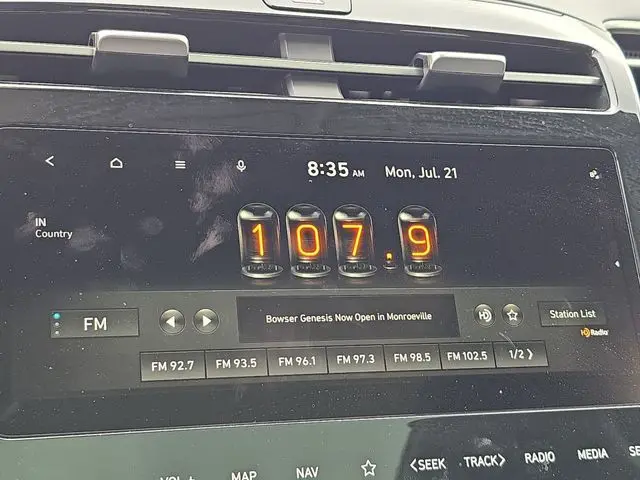 8:35 AM Mon, Jul. 21
IN
Country
107.9
FM
Bowser Genesis Now Open in Monroeville
HD
Station List
HD Radio
FM 92.7 FM 93.5 FM 96.1 FM 97.3 FM 98.5 FM 102.5 1/2 >
VOL + MAP NAV ☆ <SEEK TRACK> RADIO MEDIA